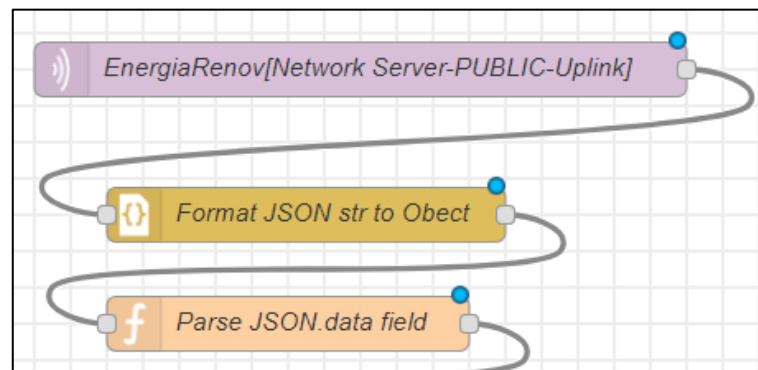 EnergiaRenov[Network Server-PUBLIC-Uplink]
Format JSON str to Obect
Parse JSON.data field